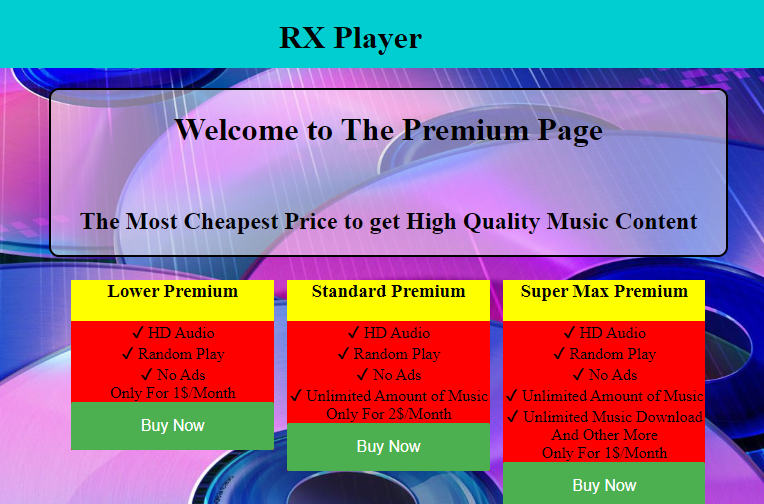 RX Player
Welcome to The Premium Page
The Most Cheapest Price to get High Quality Music Content
Lower Premium
✓ HD Audio
✓ Random Play
✓ No Ads
Only For 1$/Month
Buy Now
Standard Premium
✓ HD Audio
✓ Random Play
✓ No Ads
✓ Unlimited Amount of Music
Only For 2$/Month
Buy Now
Super Max Premium
✓ HD Audio
✓ Random Play
✓ No Ads
✓ Unlimited Amount of Music
✓ Unlimited Music Download
And Other More
Only For 1$/Month
Buy Now